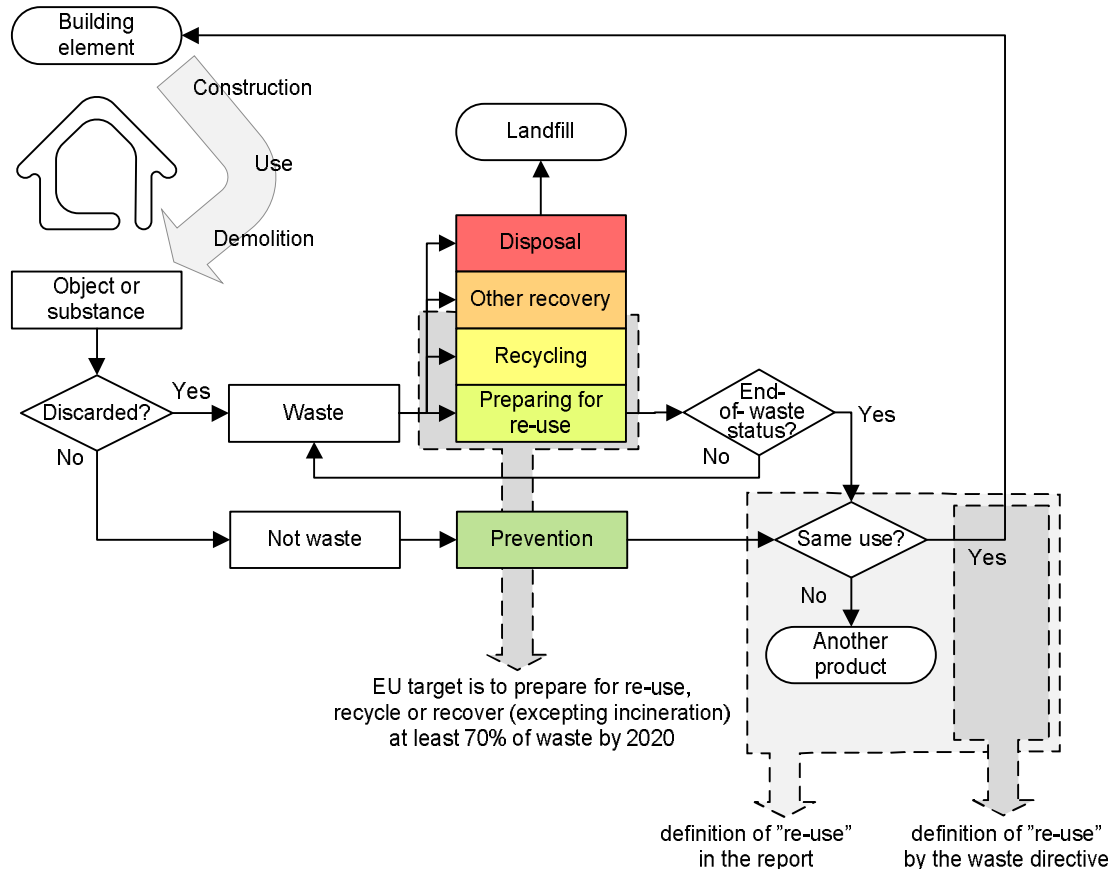 Building
element
Construction
Use
Demolition
Landfill
Disposal
Other recovery
Recycling
Preparing for
re-use
Object or
substance
Discarded?
Yes
No
Waste
End-
of- waste
status?
Yes
No
Not waste
Prevention
Same use?
Yes
No
Another
product
EU target is to prepare for re-use,
recycle or recover (excepting incineration)
at least 70% of waste by 2020
definition of ”re-use”
in the report
definition of ”re-use”
by the waste directive